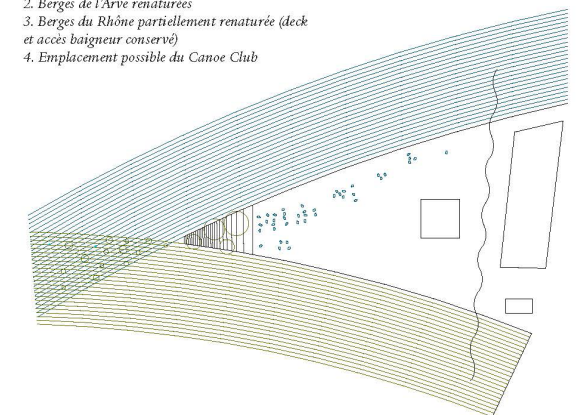 2. Berges de l'Arve renaturées
3. Berges du Rhône partiellement renaturée (deck
et accès baigneur conservé)
4. Emplacement possible du Canoe Club